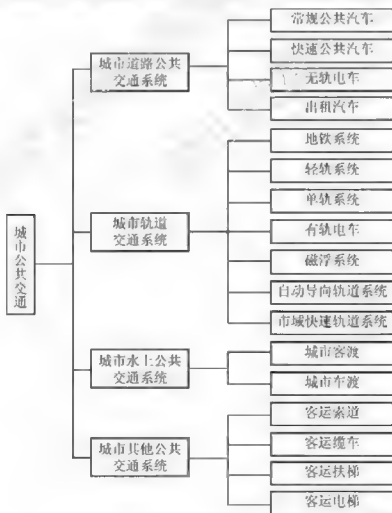 城市公共交通
城市道路公共
交通系统
常规公共汽车
快速公共汽车
无轨电车
出租汽车
城市轨道
交通系统
地铁系统
轻轨系统
单轨系统
有轨电车
磁浮系统
自动导向轨道系统
市域快速轨道系统
城市水上公共
交通系统
城市客渡
城市车渡
城市其他公共
交通系统
客运索道
客运缆车
客运扶梯
客运电梯